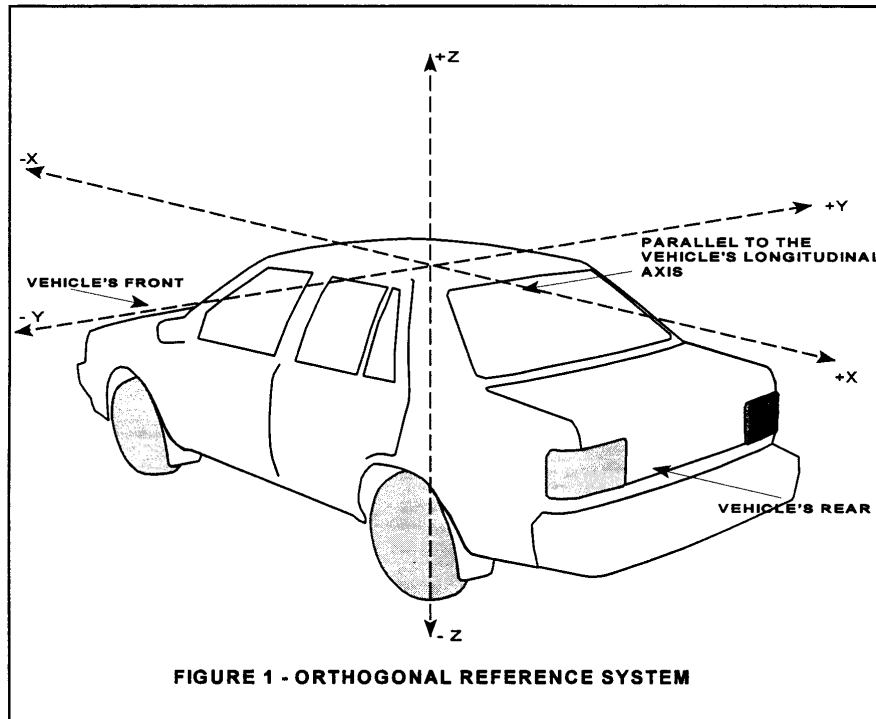 +Z
-X
+Y
PARALLEL TO THE
VEHICLE'S LONGITUDINAL
AXIS
VEHICLE'S FRONT
- Y
+X
VEHICLE'S REAR
- Z
FIGURE 1 - ORTHOGONAL REFERENCE SYSTEM